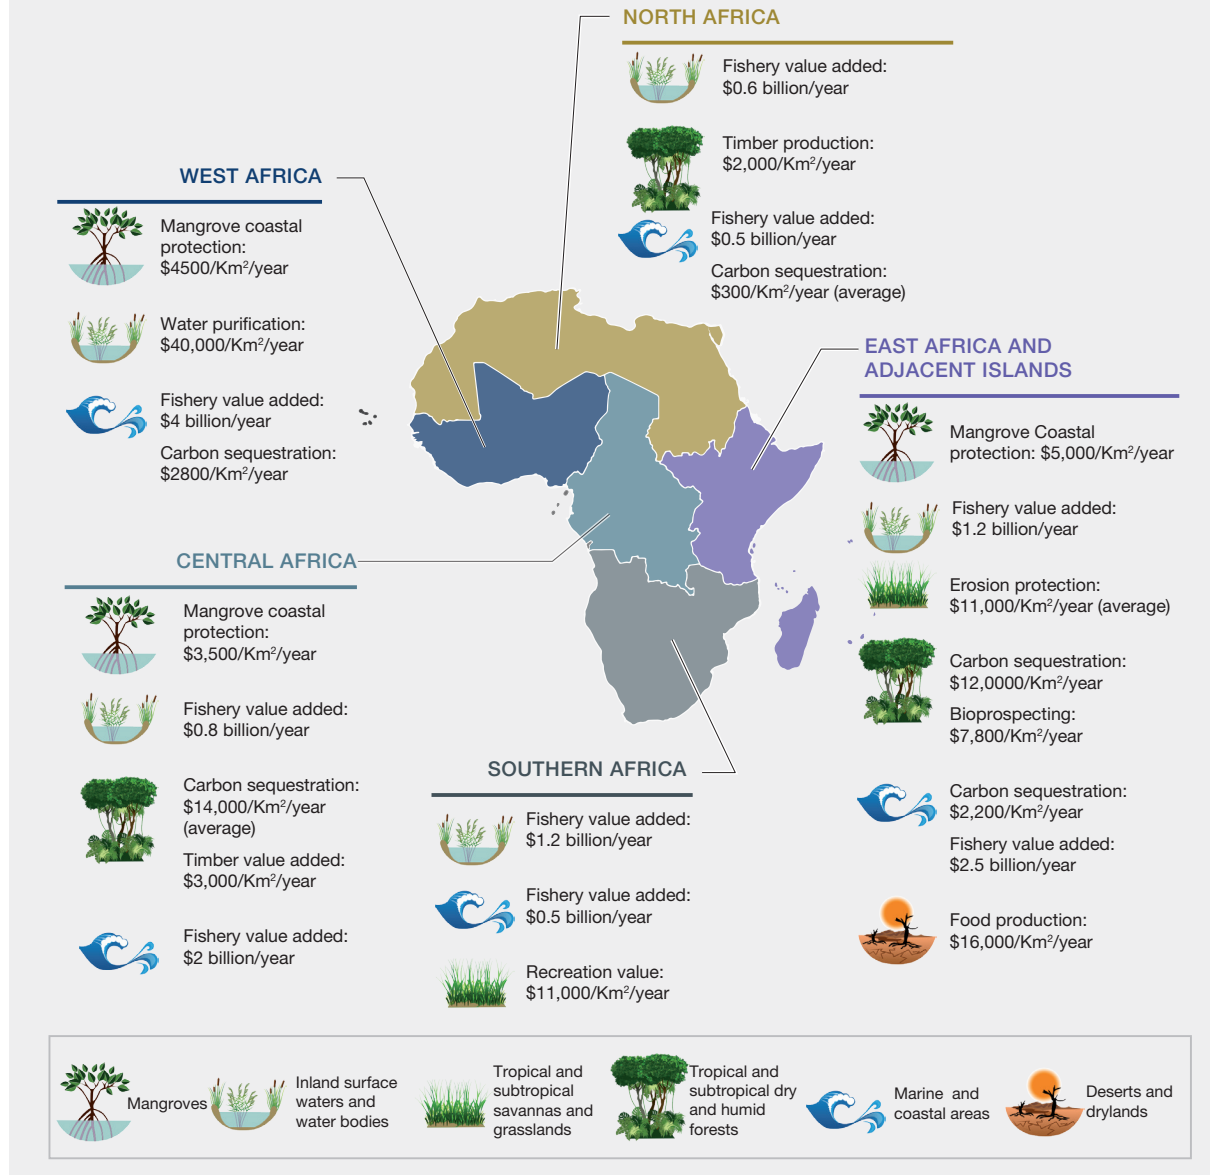 NORTH AFRICA
Fishery value added:
$0.6 billion/year
Timber production:
$2,000/Km²/year
Fishery value added:
$0.5 billion/year
Carbon sequestration:
$300/Km²/year (average)
WEST AFRICA
Mangrove coastal
protection:
$4500/Km²/year
Water purification:
$40,000/Km²/year
Fishery value added:
$4 billion/year
Carbon sequestration:
$2800/Km²/year
EAST AFRICA AND
ADJACENT ISLANDS
Mangrove Coastal
protection: $5,000/Km²/year
Fishery value added:
$1.2 billion/year
Erosion protection:
$11,000/Km²/year (average)
Carbon sequestration:
$12,0000/Km²/year
Bioprospecting:
$7,800/Km²/year
Carbon sequestration:
$2,200/Km²/year
Fishery value added:
$2.5 billion/year
Food production:
$16,000/Km²/year
CENTRAL AFRICA
Mangrove coastal
protection:
$3,500/Km²/year
Fishery value added:
$0.8 billion/year
Carbon sequestration:
$14,000/Km²/year
(average)
Timber value added:
$3,000/Km²/year
Fishery value added:
$2 billion/year
SOUTHERN AFRICA
Fishery value added:
$1.2 billion/year
Fishery value added:
$0.5 billion/year
Recreation value:
$11,000/Km²/year
Mangroves
Inland surface
waters and
water bodies
Tropical and
subtropical
savannas and
grasslands
Tropical and
subtropical dry
and humid
forests
Marine and
coastal areas
Deserts and
drylands